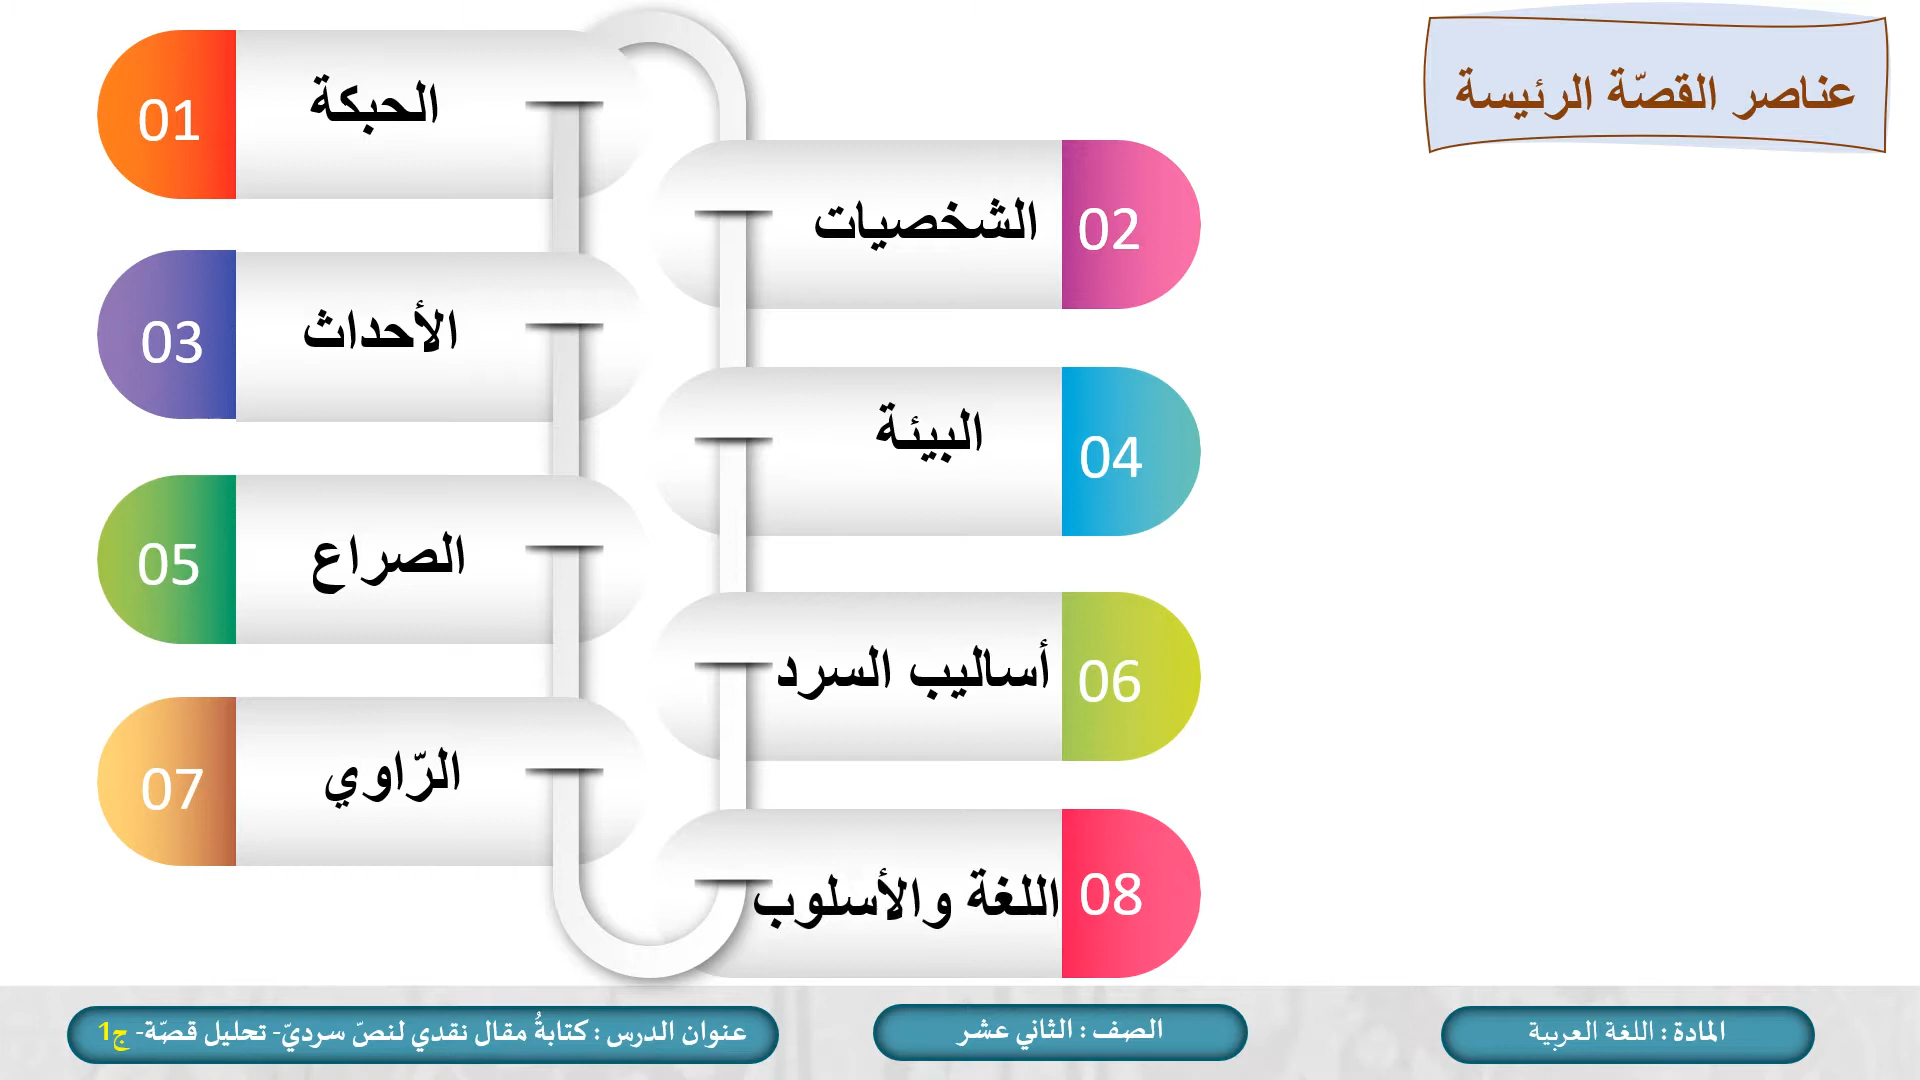 عناصر القصّة الرئيسة
01
الحبكة
02
الشخصيات
03
الأحداث
04
البيئة
05
الصراع
06
أساليب السرد
07
الرّاوي
08
اللغة والأسلوب
المادة : اللغة العربية
الصف : الثاني عشر
عنوان الدرس : كتابةُ مقال نقدي لنصّ سرديّ- تحليل قصّة- ج1